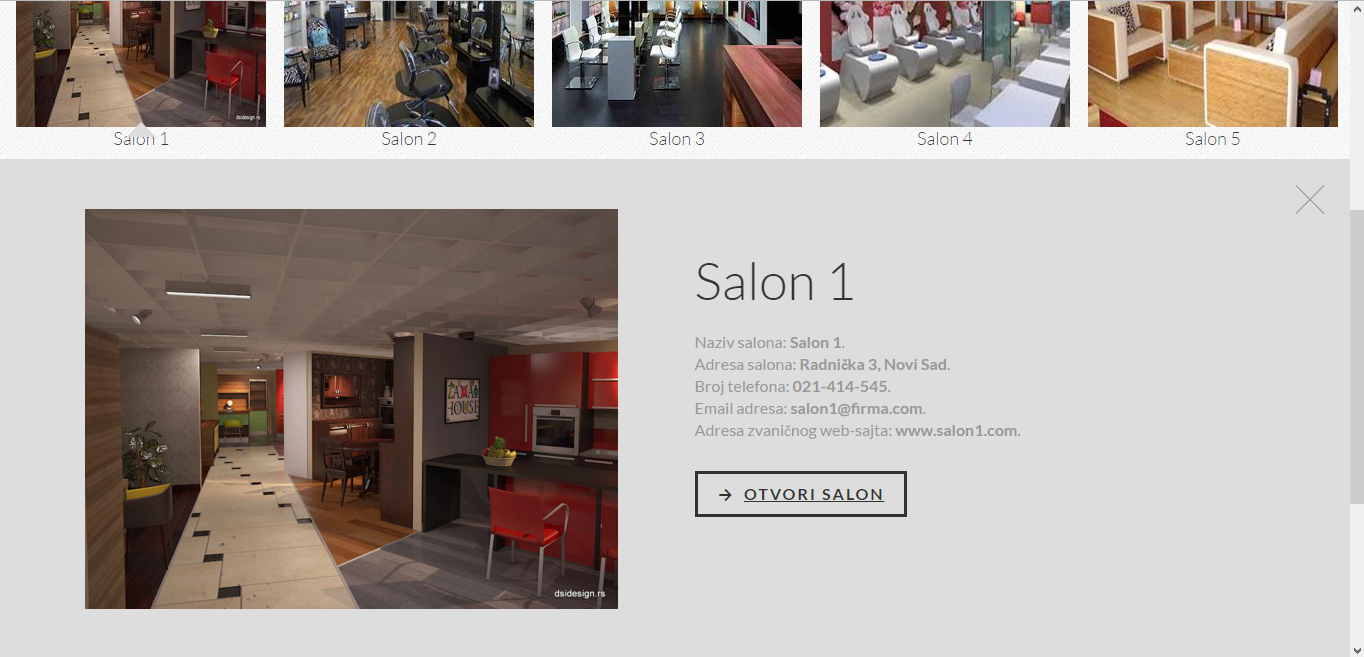 dsidesign.rs
Salon 1
Salon 2
Salon 3
Salon 4
Salon 5
Salon 1
Naziv salona: Salon 1.
Adresa salona: Radnička 3, Novi Sad.
Broj telefona: 021-414-545.
Email adresa: salon1@firma.com.
Adresa zvaničnog web-sajta: www.salon1.com.
→ OTVORI SALON
HOUSE
dsidesign.rs